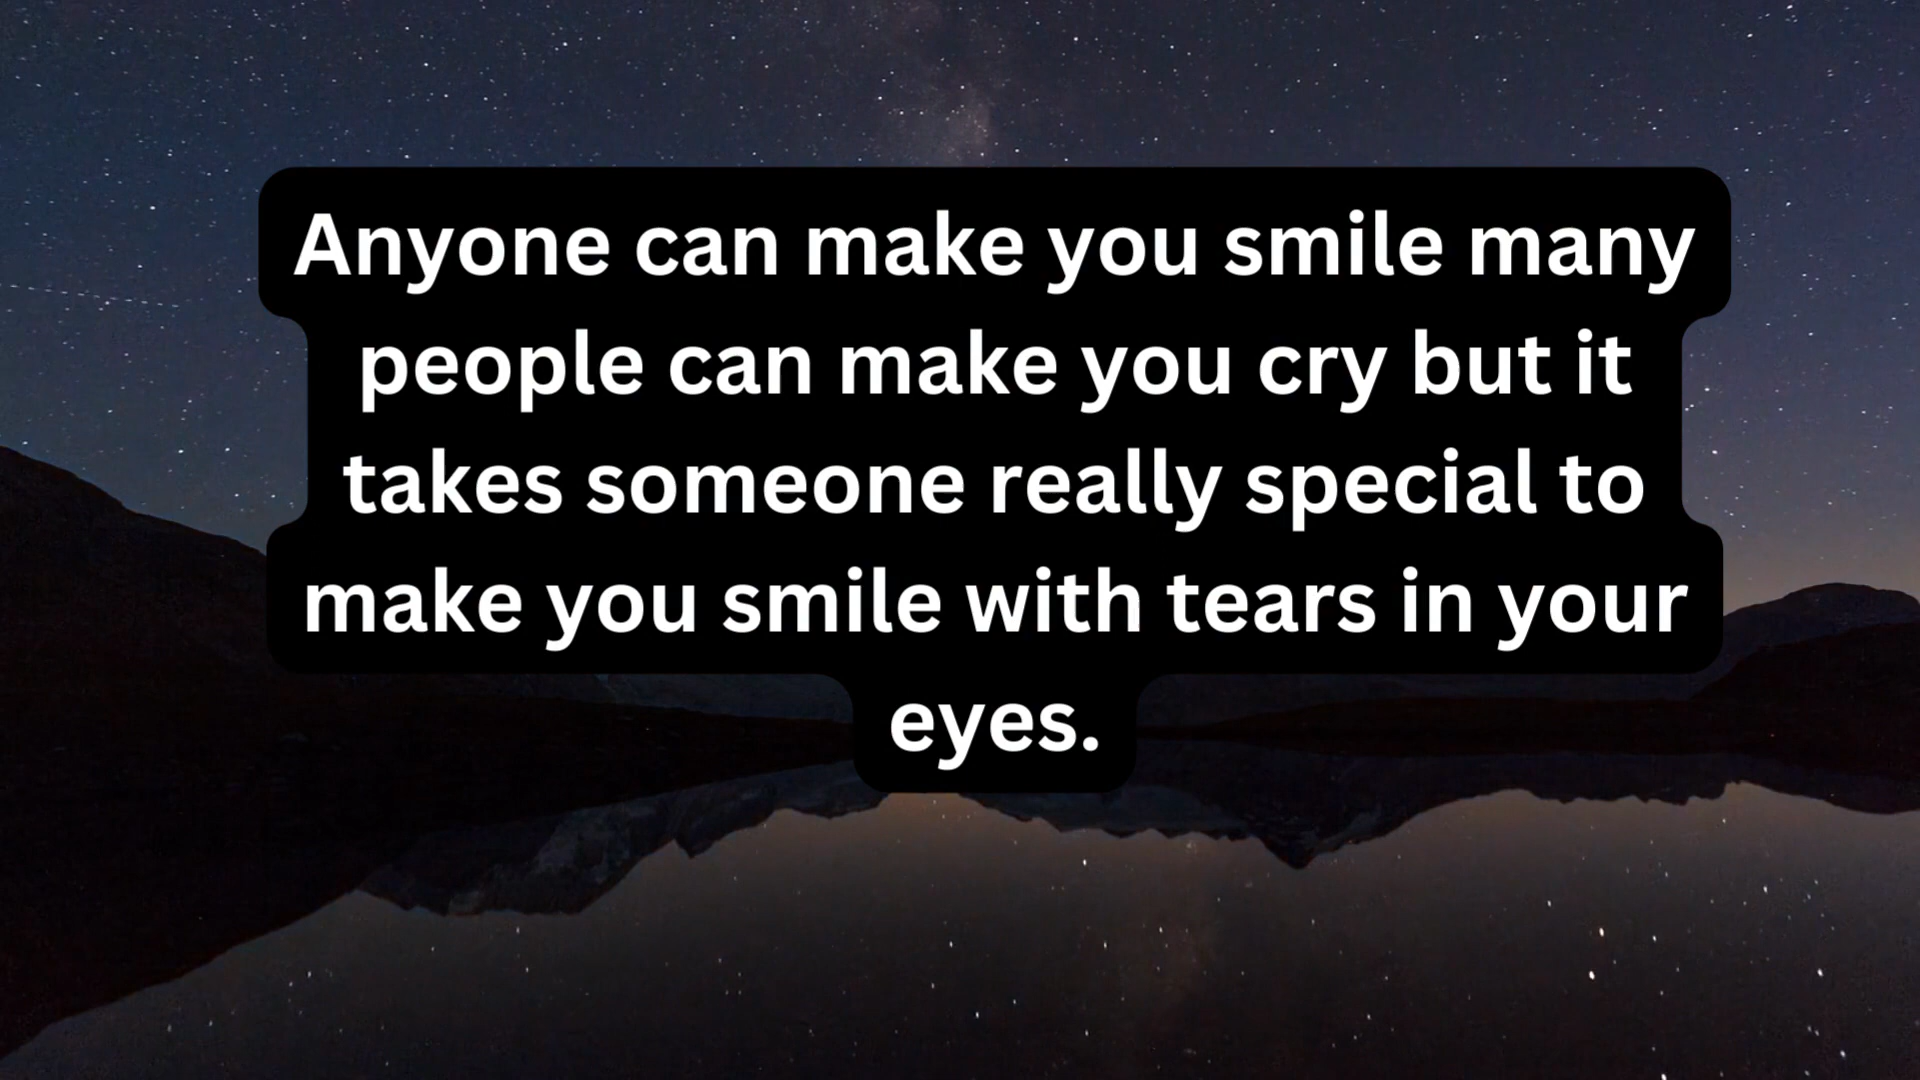 Anyone can make you smile many
people can make you cry but it
takes someone really special to
make you smile with tears in your
eyes.